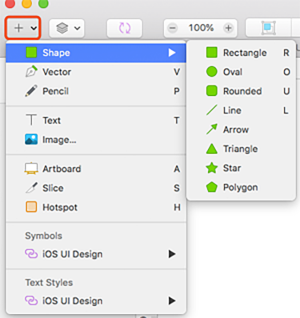 100%
Shape
Vector V
Pencil P
Text T
Image...
Artboard A
Slice S
Hotspot H
Symbols
iOS UI Design
Text Styles
iOS UI Design
Rectangle R
Oval O
Rounded U
Line L
Arrow
Triangle
Star
Polygon